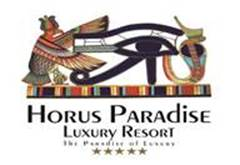 HORUS PARADISE
LUXURY RESORT
The Paradise of Luxury